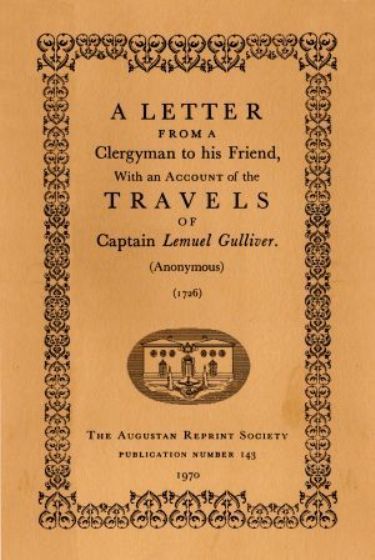 A LETTER
FROM A
Clergyman to his Friend,
With an ACCOUNT of the
TRAVELS
OF
Captain Lemuel Gulliver.
(Anonymous)
(1726)
THE AUGUSTAN REPRINT SOCIETY
PUBLICATION NUMBER 143
1970